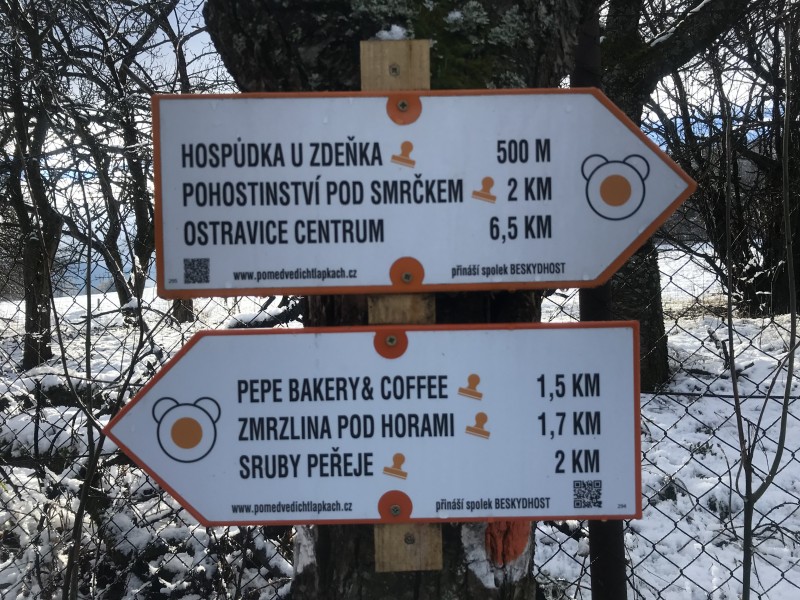 HOSPŮDKA U ZDEŇKA 500 M
POHOSTINSTVÍ POD SMRČKEM 2 KM
OSTRAVICE CENTRUM 6,5 KM
www.pomedvedichtlapkach.cz přináší spolek BESKYDHOST
PEPE BAKERY& COFFEE 1,5 KM
ZMRZLINA POD HORAMI 1,7 KM
SRUBY PEŘEJE 2 KM
www.pomedvedichtlapkach.cz přináší spolek BESKYDHOST